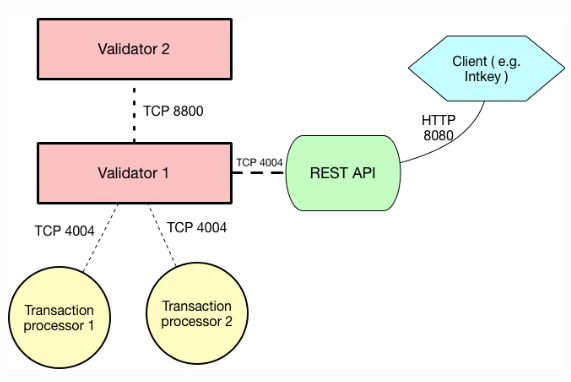 Validator 2
Client ( e.g.
Intkey )
TCP 8800
HTTP
8080
Validator 1
TCP 4004
REST API
TCP 4004
TCP 4004
Transaction
processor 1
Transaction
processor 2